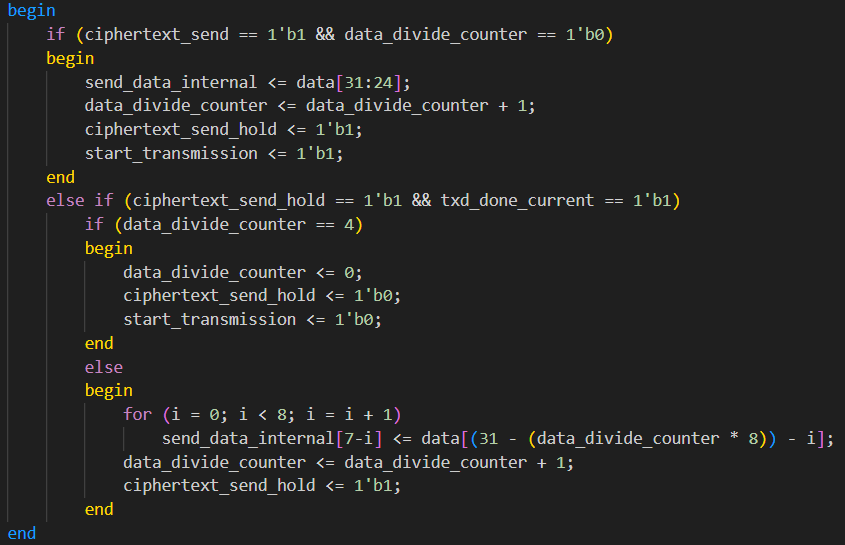 begin
    if (ciphertext_send == 1'b1 && data_divide_counter == 1'b0)
    begin
        send_data_internal <= data[31:24];
        data_divide_counter <= data_divide_counter + 1;
        ciphertext_send_hold <= 1'b1;
        start_transmission <= 1'b1;
    end
    else if (ciphertext_send_hold == 1'b1 && txd_done_current == 1'b1)
        if (data_divide_counter == 4)
        begin
            data_divide_counter <= 0;
            ciphertext_send_hold <= 1'b0;
            start_transmission <= 1'b0;
        end
        else
        begin
            for (i = 0; i < 8; i = i + 1)
                send_data_internal[7-i] <= data[(31 - (data_divide_counter * 8)) - i];
            data_divide_counter <= data_divide_counter + 1;
            ciphertext_send_hold <= 1'b1;
        end
end